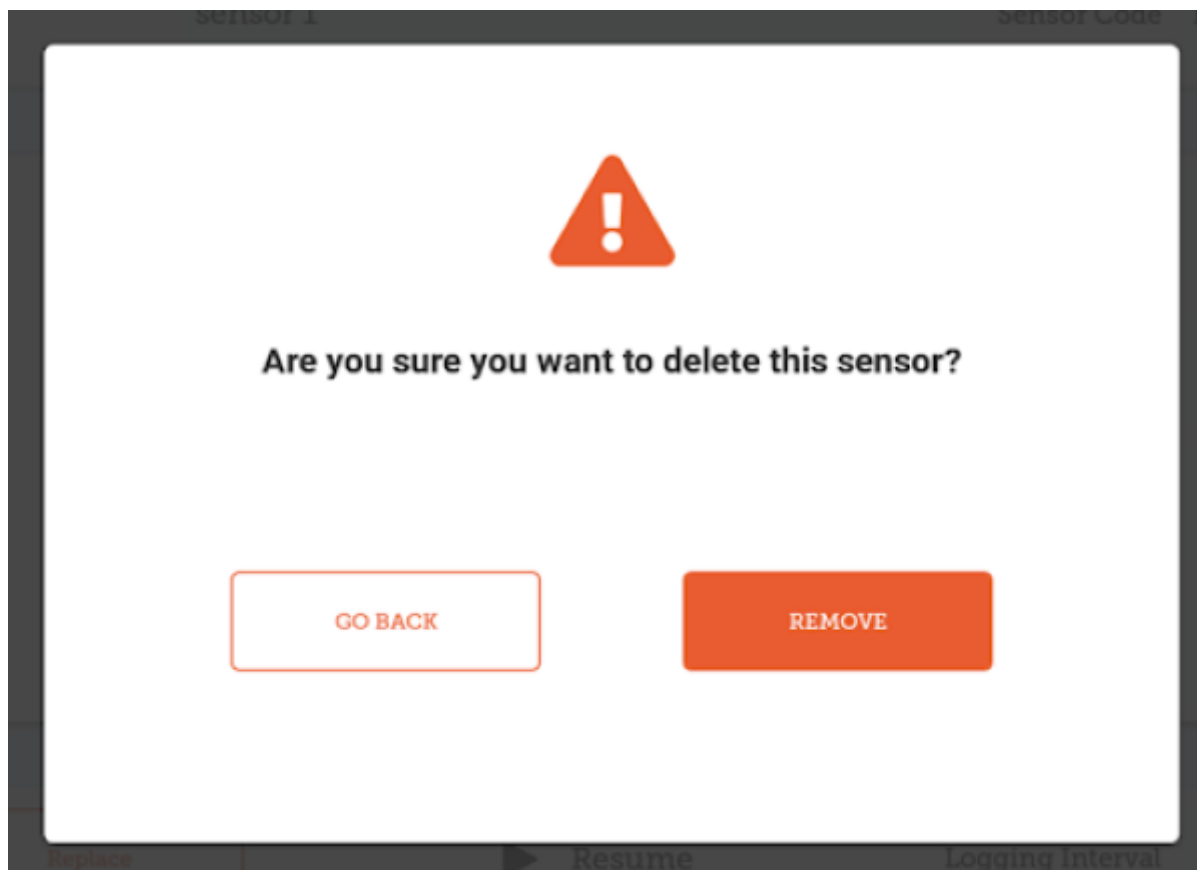 sensor 1
Sensor Code
Are you sure you want to delete this sensor?
GO BACK
REMOVE
Replace
Resume
Logging Interval